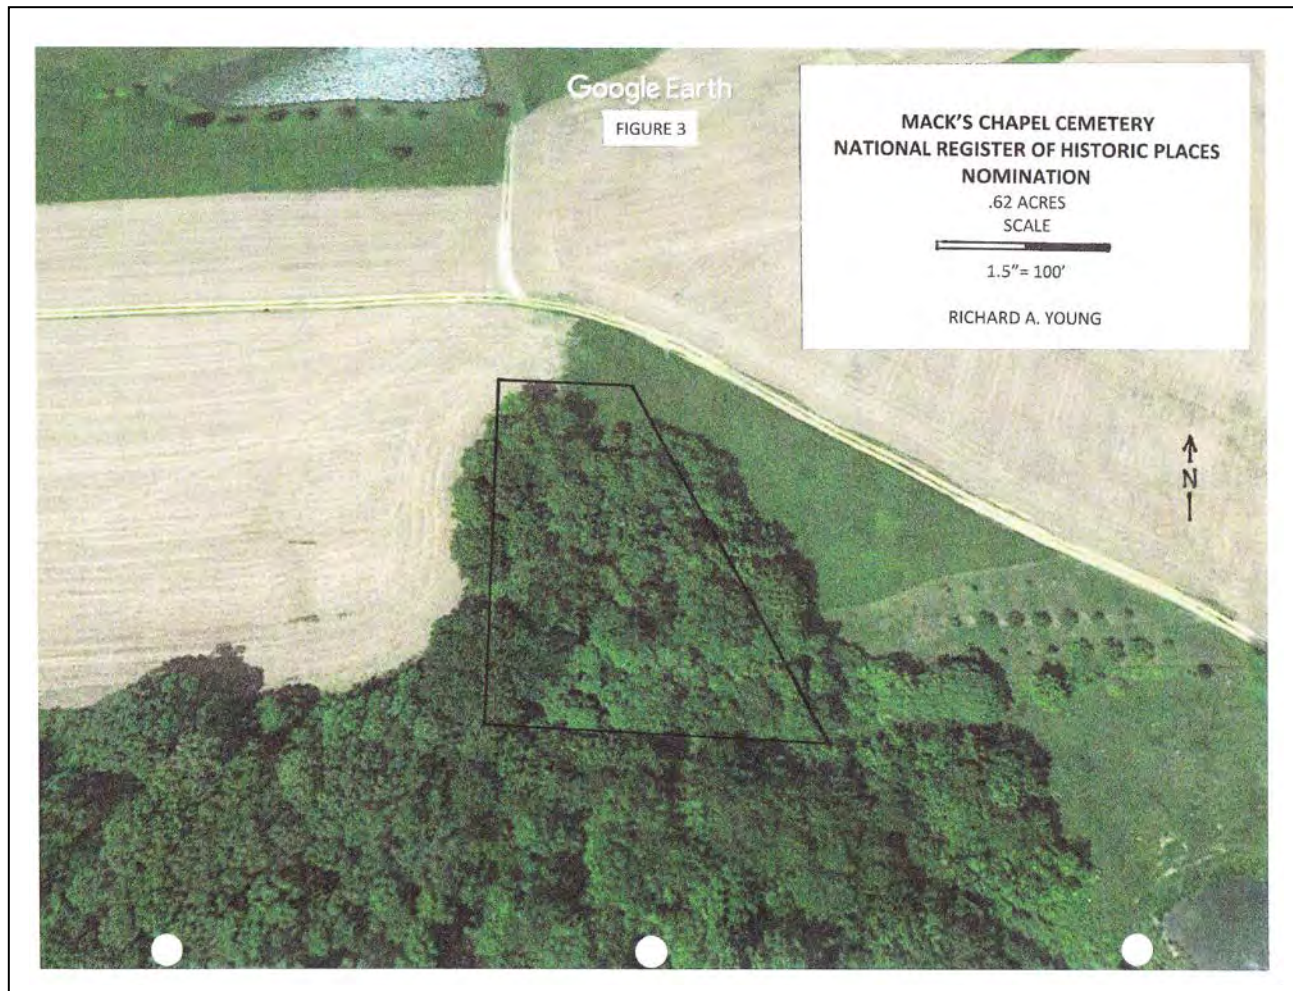 Google Earth
FIGURE 3
MACK'S CHAPEL CEMETERY
NATIONAL REGISTER OF HISTORIC PLACES
NOMINATION
.62 ACRES
SCALE
1.5"= 100'
RICHARD A. YOUNG
N